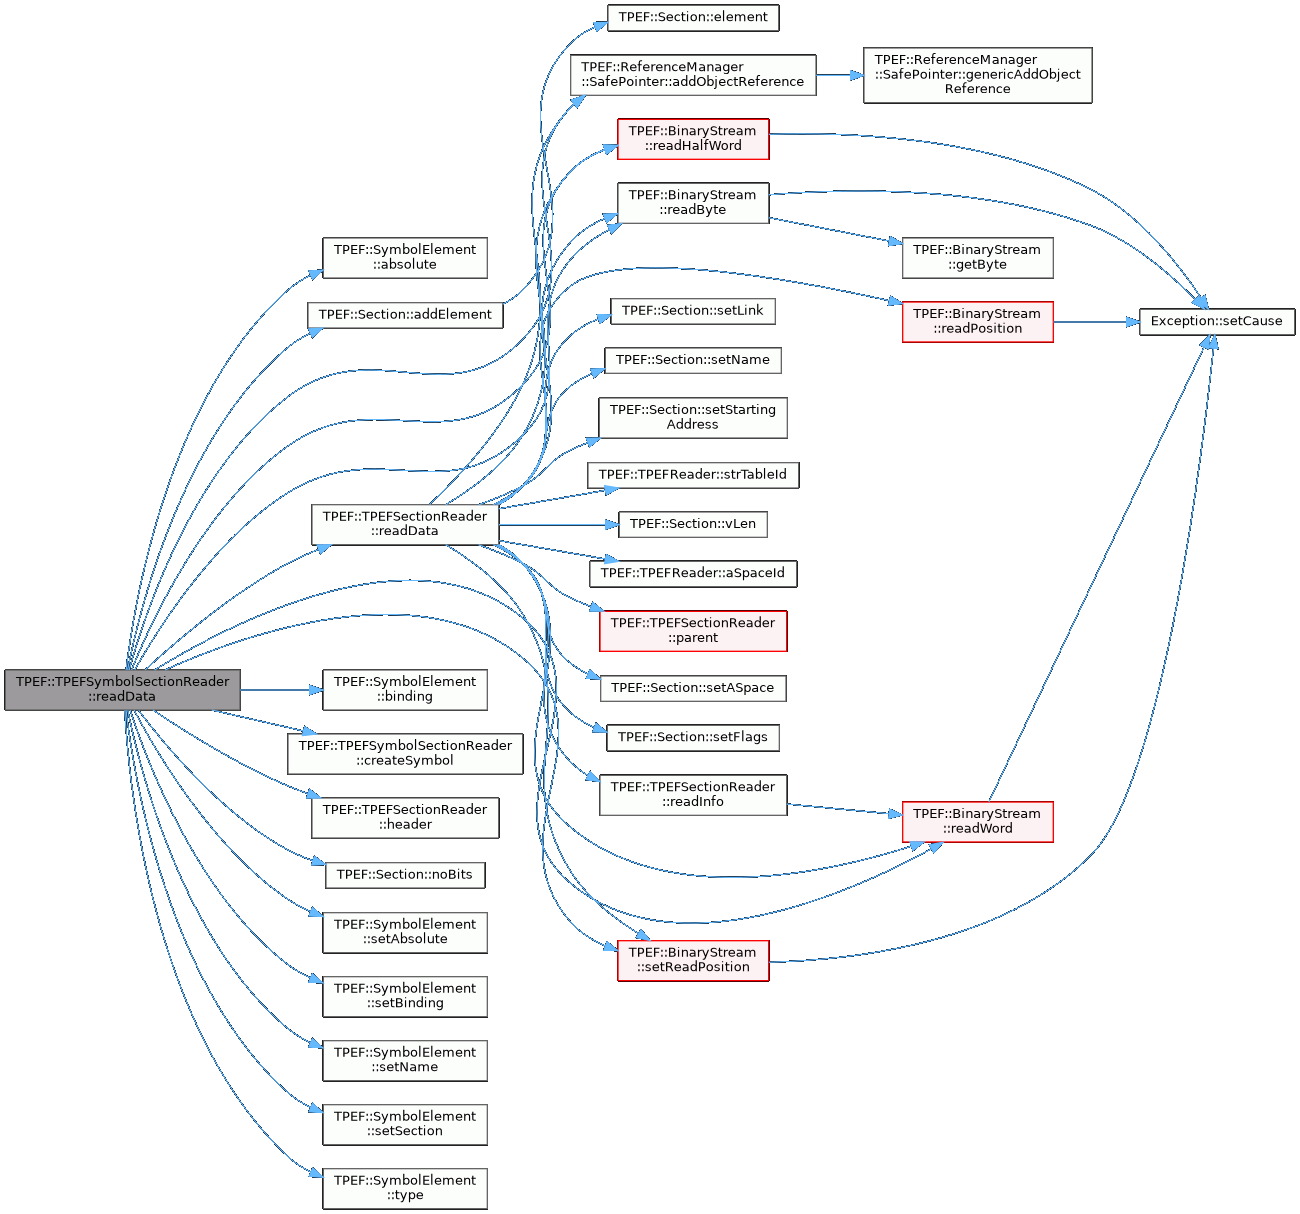 TPEF::Section::element
TPEF::ReferenceManager
::SafePointer::addObjectReference
TPEF::ReferenceManager
::SafePointer::genericAddObject
Reference
TPEF::BinaryStream
::readHalfWord
TPEF::BinaryStream
::readByte
TPEF::SymbolElement
::absolute
TPEF::BinaryStream
::getByte
TPEF::Section::addElement
TPEF::Section::setLink
TPEF::BinaryStream
::readPosition
Exception::setCause
TPEF::Section::setName
TPEF::Section::setStarting
Address
TPEF::TPEFReader::strTableId
TPEF::TPEFSectionReader
::readData
TPEF::Section::vLen
TPEF::TPEFReader::aSpaceId
TPEF::TPEFSectionReader
::parent
TPEF::TPEFSymbolSectionReader
::readData
TPEF::SymbolElement
::binding
TPEF::Section::setASpace
TPEF::Section::setFlags
TPEF::TPEFSymbolSectionReader
::createSymbol
TPEF::TPEFSectionReader
::readInfo
TPEF::TPEFSectionReader
::header
TPEF::BinaryStream
::readWord
TPEF::Section::noBits
TPEF::SymbolElement
::setAbsolute
TPEF::BinaryStream
::setReadPosition
TPEF::SymbolElement
::setBinding
TPEF::SymbolElement
::setName
TPEF::SymbolElement
::setSection
TPEF::SymbolElement
::type